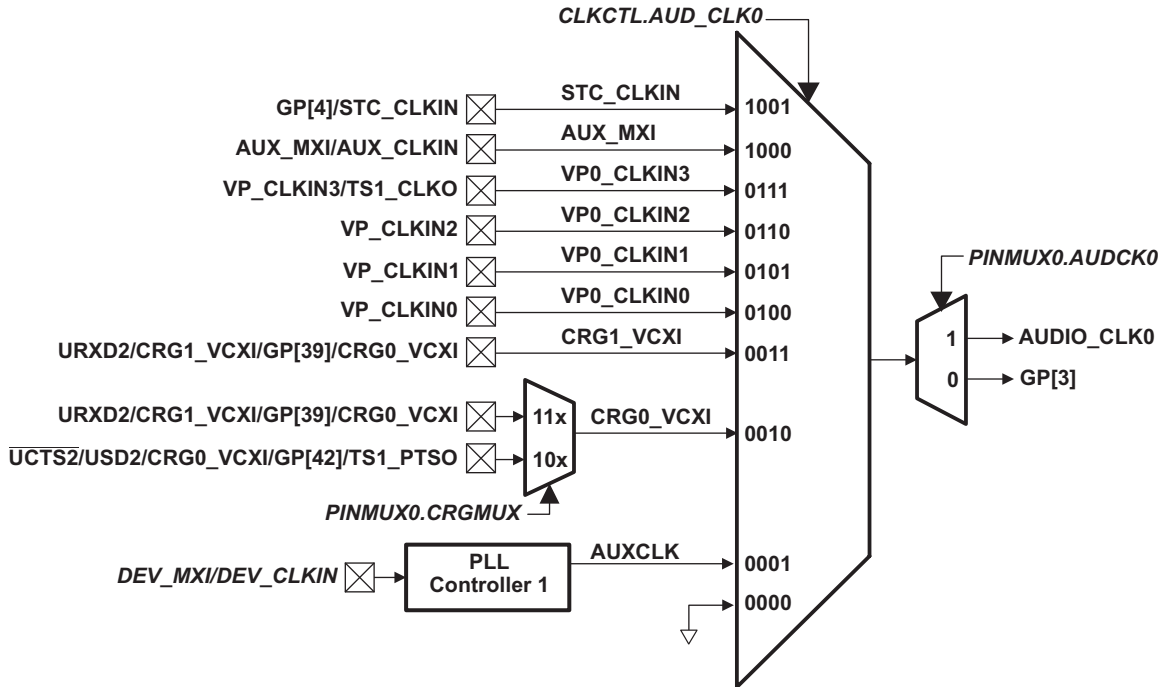 CLKCTL.AUD_CLK0
GP[4]/STC_CLKIN STC_CLKIN 1001
AUX_MXI/AUX_CLKIN AUX_MXI 1000
VP_CLKIN3/TS1_CLKO VP0_CLKIN3 0111
VP_CLKIN2 VP0_CLKIN2 0110
VP_CLKIN1 VP0_CLKIN1 0101
PINMUX0.AUDCK0
VP_CLKIN0 VP0_CLKIN0 0100
1 AUDIO_CLK0
URXD2/CRG1_VCXI/GP[39]/CRG0_VCXI CRG1_VCXI 0011
0 GP[3]
URXD2/CRG1_VCXI/GP[39]/CRG0_VCXI 11x
CRG0_VCXI 0010
UCTS2/USD2/CRG0_VCXI/GP[42]/TS1_PTSO 10x
PINMUX0.CRGMUX
DEV_MXI/DEV_CLKIN
PLL
Controller 1
AUXCLK 0001
0000